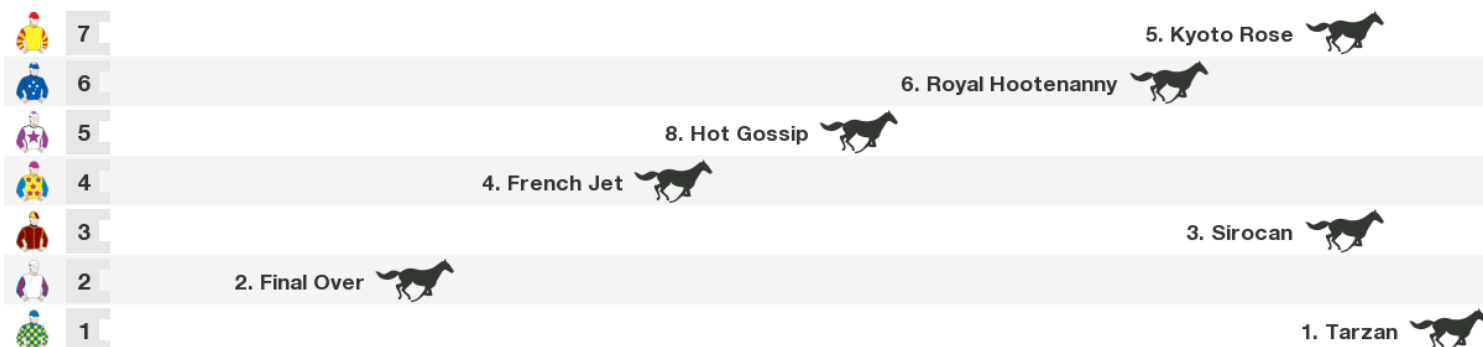 7 5. Kyoto Rose
6 6. Royal Hootenanny
5 8. Hot Gossip
4 4. French Jet
3 3. Sirocan
2 2. Final Over
1 1. Tarzan